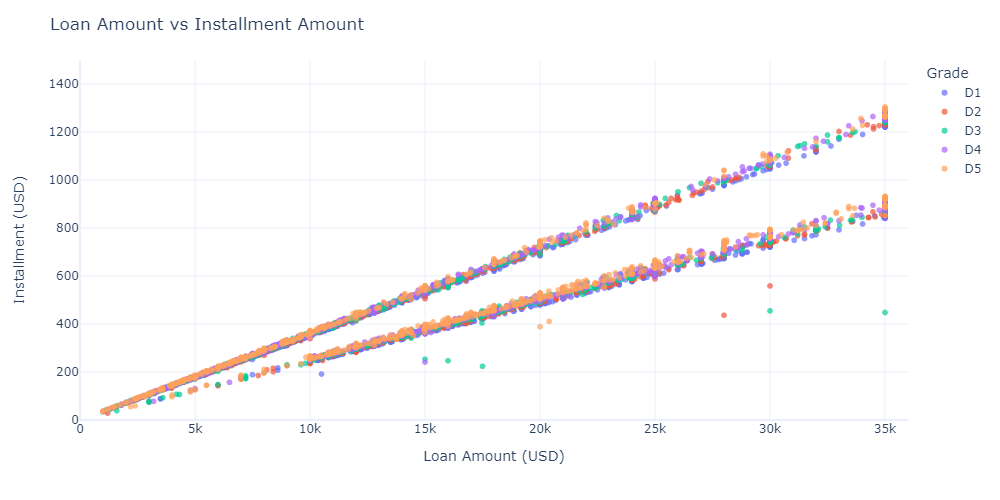 Loan Amount vs Installment Amount
Installment (USD)
1400
1200
1000
800
600
400
200
0
0 5k 10k 15k 20k 25k 30k 35k
Loan Amount (USD)
Grade
D1
D2
D3
D4
D5